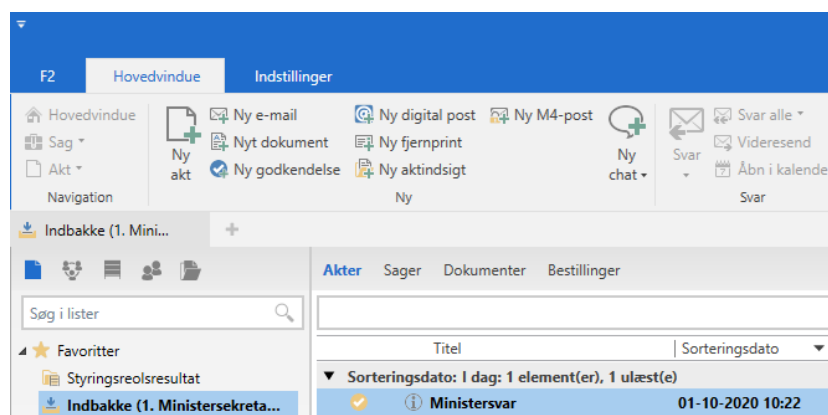 F2 Hovedvindue Indstillinger
Hovedvindue Ny e-mail Ny digital post Ny M4-post Svar alle
Sag Nyt dokument Ny fjernprint Ny Svar Videresend
Akt Ny akt Ny godkendelse Ny aktindsigt chat Åbn i kalende
Navigation Ny Svar
Indbakke (1. Mini... +
Akter Sager Dokumenter Bestillinger
Søg i lister
Titel Sorteringsdato
Favoritter
Sorteringsdato: I dag: 1 element(er), 1 ulæst(e)
Styringsreolsresultat
Indbakke (1. Ministersekreta... Ministersvar 01-10-2020 10:22